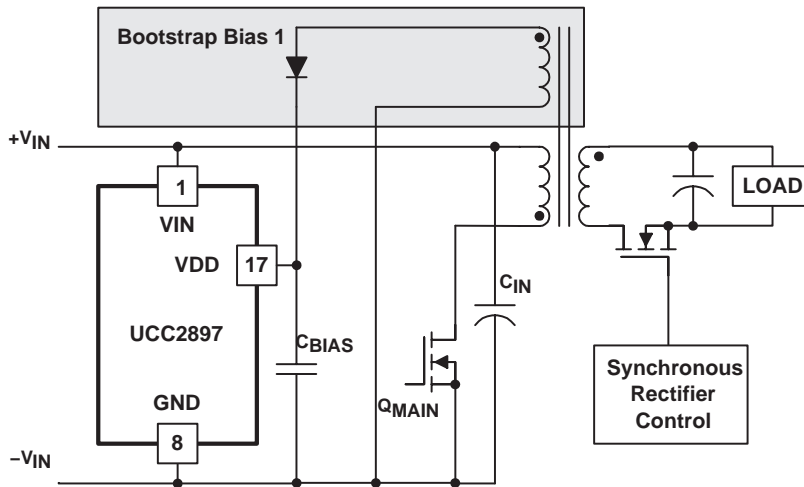 Bootstrap Bias 1
+VIN
1
VIN
VDD
17
UCC2897
CBIAS
GND
8
−VIN
QMAIN
CIN
LOAD
Synchronous
Rectifier
Control